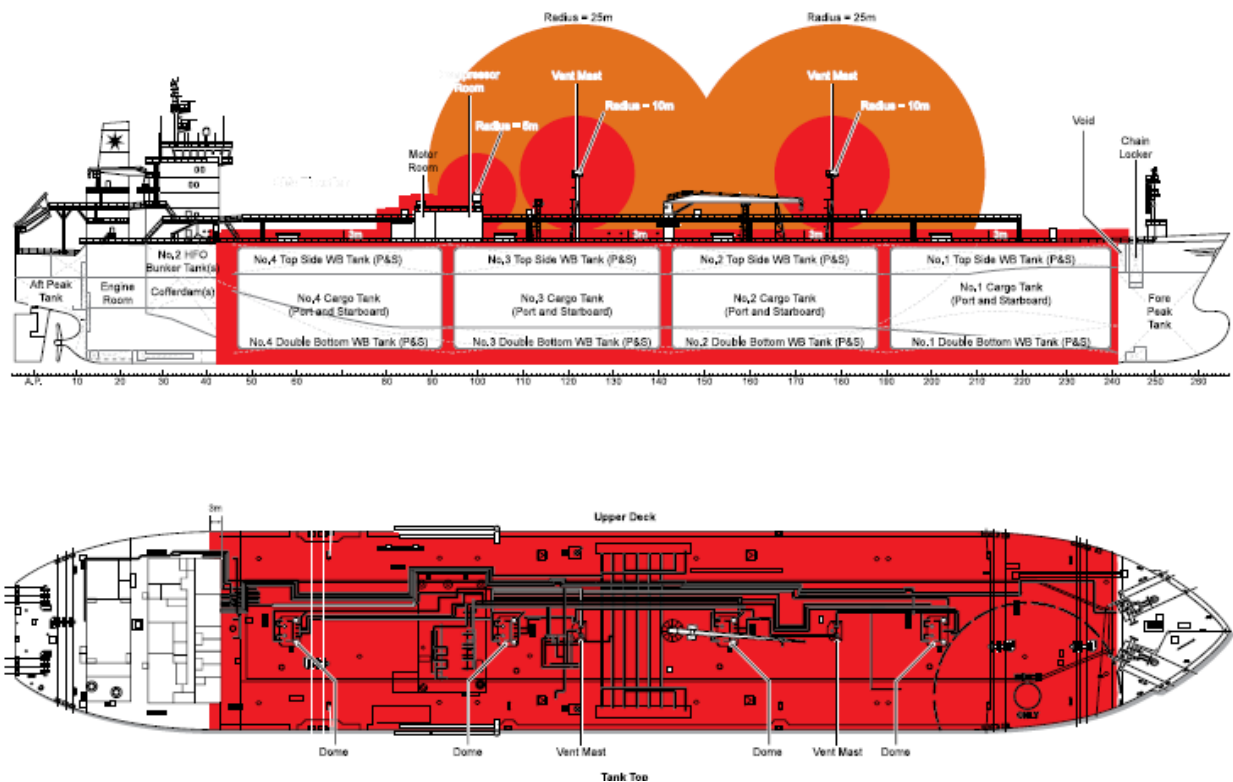 Radius = 25m
Radius = 25m
Room
Vent Mast
Vent Mast
Radius = 10m
Radius = 10m
Radius = 5m
Void
Chain
Locker
Motor
Room
3m
3m
3m
3m
No,2 HFO
Bunker Tank(s)
Cofferdam(s)
Aft Peak
Tank
Engine
Room
No,4 Top Side WB Tank (P&S)
No,3 Top Side WB Tank (P&S)
No,2 Top Side WB Tank (P&S)
No,1 Top Side WB Tank (P&S)
No,4 Cargo Tank
(Port and Starboard)
No,3 Cargo Tank
(Port and Starboard)
No,2 Cargo Tank
(Port and Starboard)
No,1 Cargo Tank
(Port and Starboard)
Fore
Peak
Tank
No,4 Double Bottom WB Tank (P&S)
No,3 Double Bottom WB Tank (P&S)
No,2 Double Bottom WB Tank (P&S)
No,1 Double Bottom WB Tank (P&S)
A.P. 10 20 30 40 50 60 70 80 90 100 110 120 130 140 150 160 170 180 190 200 210 220 230 240 250 260
3m
Upper Deck
Dome
Dome
Vent Mast
Dome
Vent Mast
Dome
Tank Top